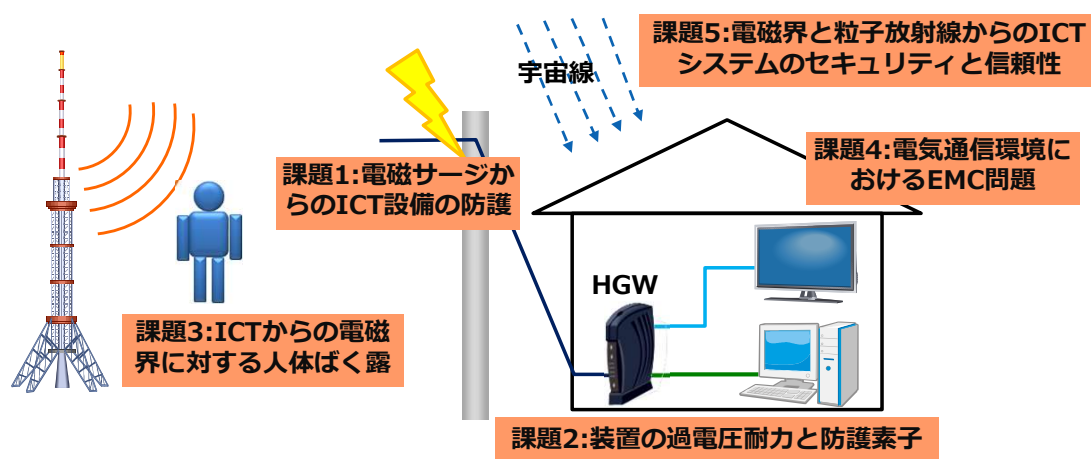 課題5:電磁界と粒子放射線からのICT
システムのセキュリティと信頼性
宇宙線
課題4:電気通信環境に
おけるEMC問題
課題1:電磁サージか
らのICT設備の防護
HGW
課題3:ICTからの電磁
界に対する人体ばく露
課題2:装置の過電圧耐力と防護素子